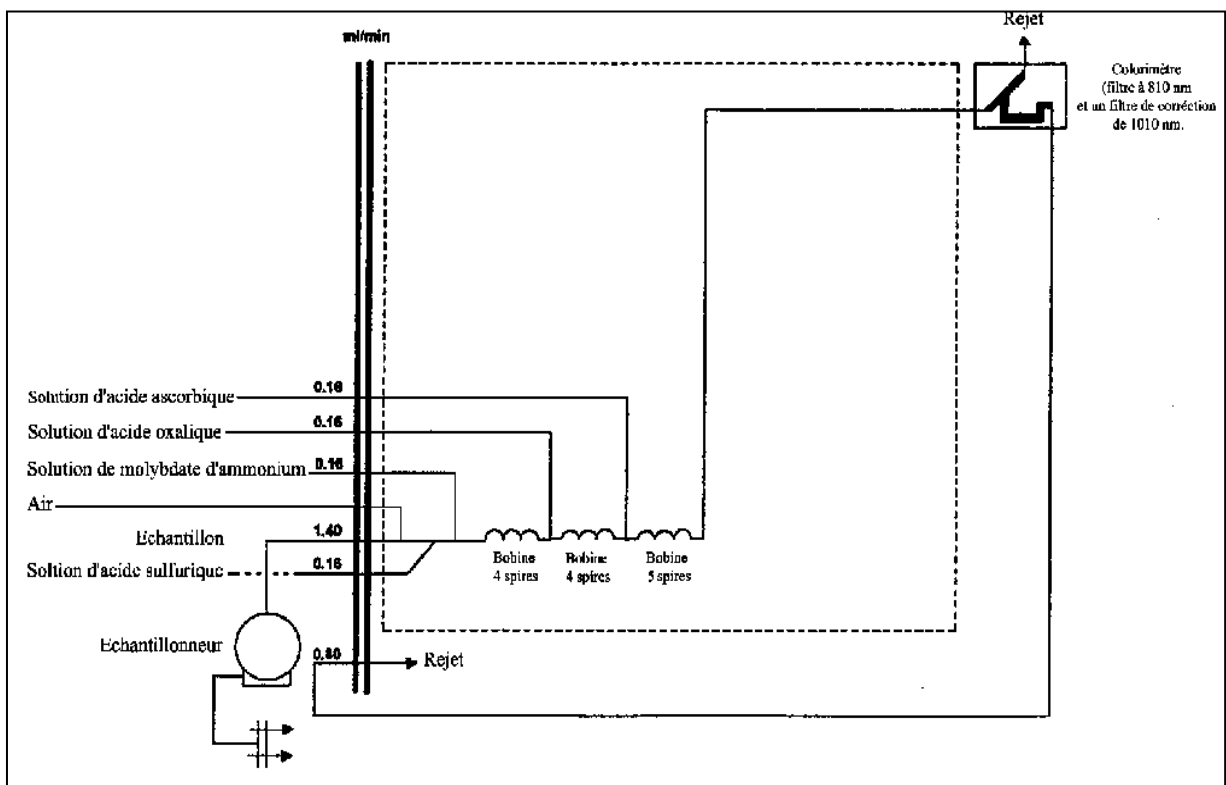 Rejet
ml/min
Colorimètre
(filtre à 810 nm
et un filtre de corréction
de 1010 nm.
0.16
Solution d'acide ascorbique
0.16
Solution d'acide oxalique
0.16
Solution de molybdate d'ammonium
Air
Echantillon
1.40
Soltion d'acide sulfurique
0.16
Bobine
4 spires
Bobine
4 spires
Bobine
5 spires
Echantillonneur
0.80
Rejet